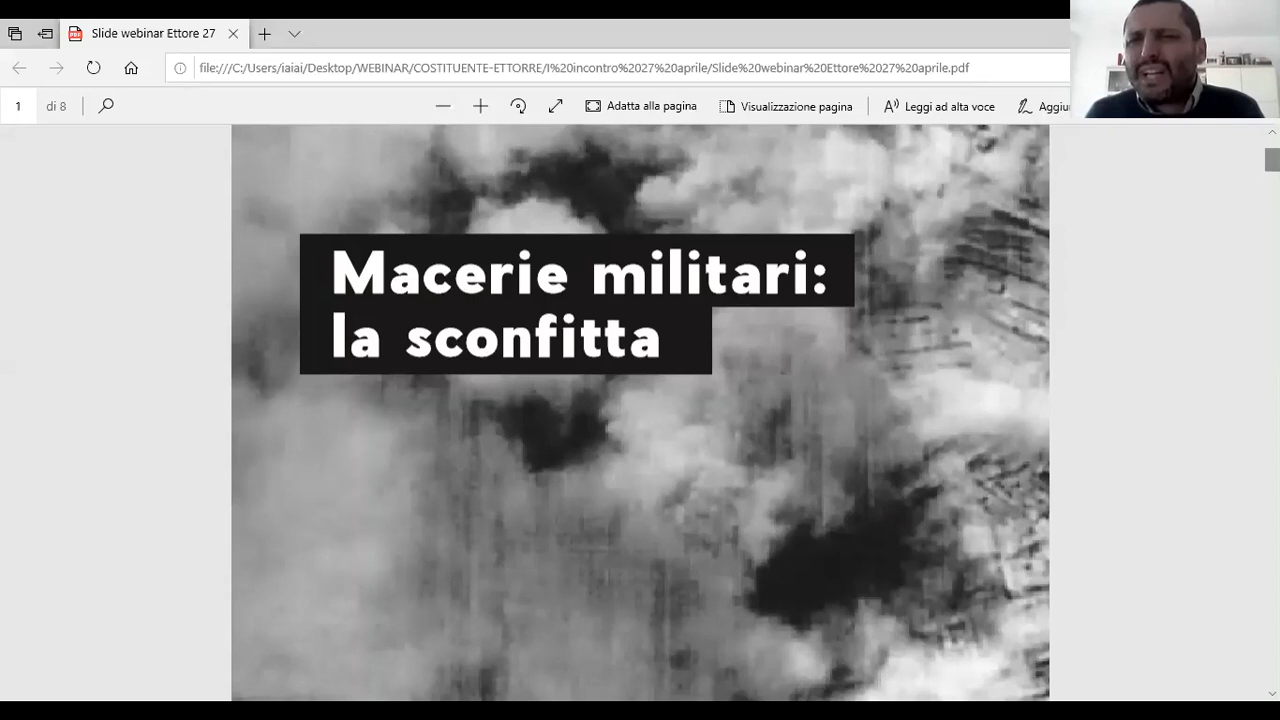 Slide webinar Ettore 27
file:///C:/Users/iaiai/Desktop/WEBINAR/COSTITUENTE-ETTORRE/I%20incontro%2027%20aprile/Slide%20webinar%20Ettore%2027%20aprile.pdf
1 di 8 Adatta alla pagina Visualizzazione pagina Leggi ad alta voce Aggiu
Macerie militari:
la sconfitta